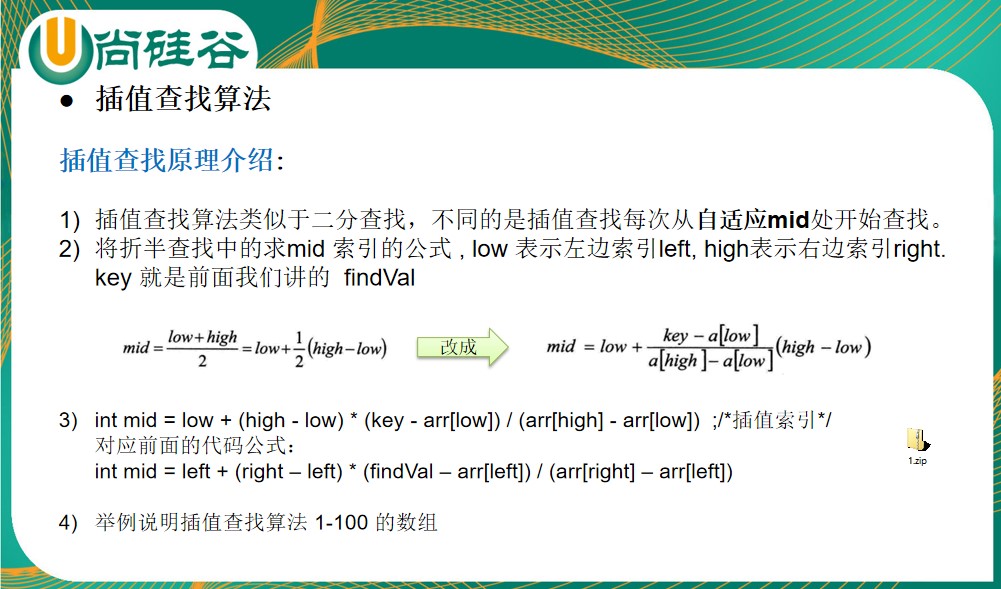 尚硅谷
● 插值查找算法
插值查找原理介绍:
1) 插值查找算法类似于二分查找，不同的是插值查找每次从自适应mid处开始查找。
2) 将折半查找中的求mid 索引的公式 , low 表示左边索引left, high表示右边索引right.
key 就是前面我们讲的 findVal
mid = \frac{low + high}{2} = low + \frac{1}{2}(high - low) 改成 mid = low + \frac{key - a[low]}{a[high] - a[low]}(high - low)
3) int mid = low + (high - low) * (key - arr[low]) / (arr[high] - arr[low]) ;/*插值索引*/
对应前面的代码公式：
int mid = left + (right – left) * (findVal – arr[left]) / (arr[right] – arr[left])
1.zip
4) 举例说明插值查找算法 1-100 的数组